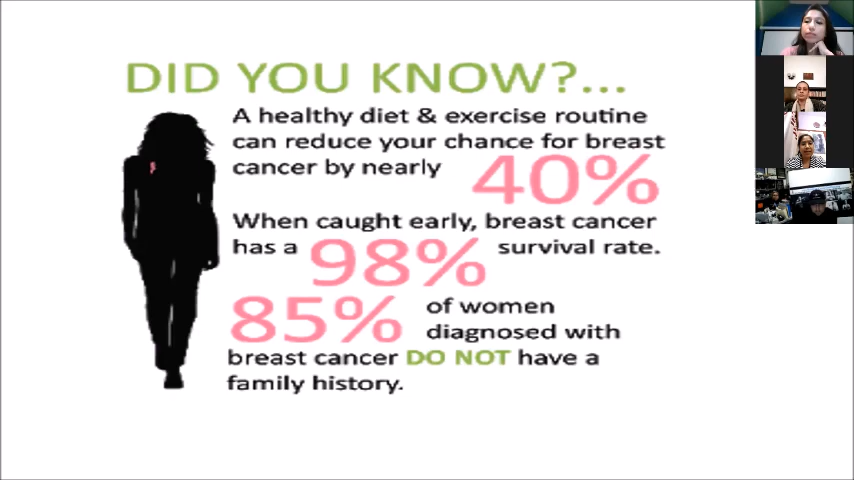 DID YOU KNOW?...
A healthy diet & exercise routine
can reduce your chance for breast
cancer by nearly 40%
When caught early, breast cancer
has a 98% survival rate.
85% of women
diagnosed with
breast cancer DO NOT have a
family history.